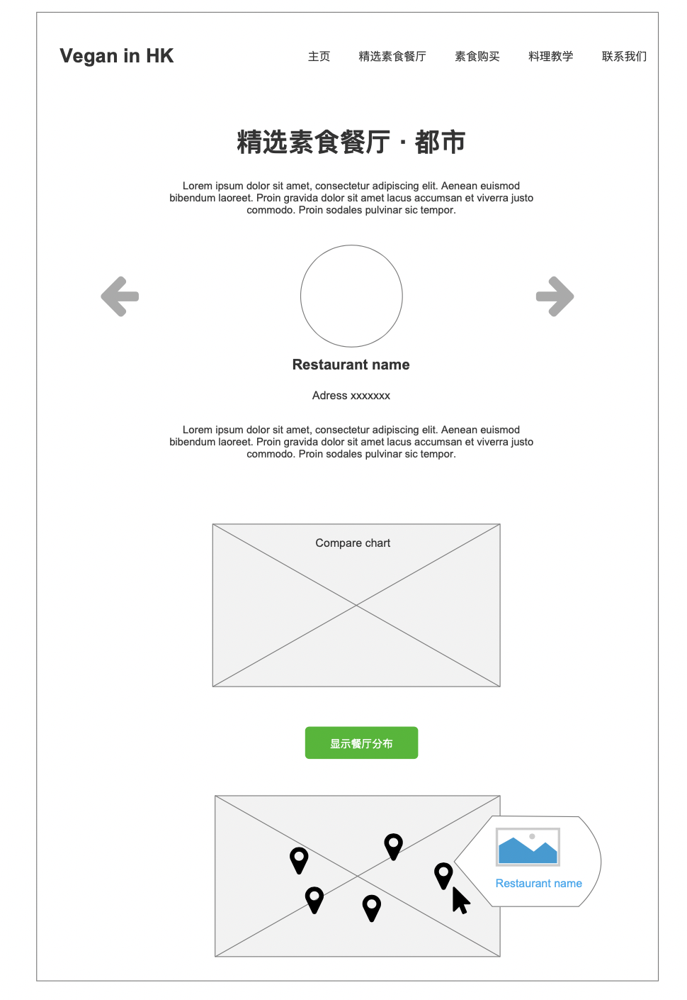 Vegan in HK
主页 精选素食餐厅 素食购买 料理教学 联系我们
精选素食餐厅 · 都市
Lorem ipsum dolor sit amet, consectetur adipiscing elit. Aenean euismod
bibendum laoreet. Proin gravida dolor sit amet lacus accumsan et viverra justo
commodo. Proin sodales pulvinar sic tempor.
Restaurant name
Adress xxxxxxx
Lorem ipsum dolor sit amet, consectetur adipiscing elit. Aenean euismod
bibendum laoreet. Proin gravida dolor sit amet lacus accumsan et viverra justo
commodo. Proin sodales pulvinar sic tempor.
Compare chart
显示餐厅分布
Restaurant name